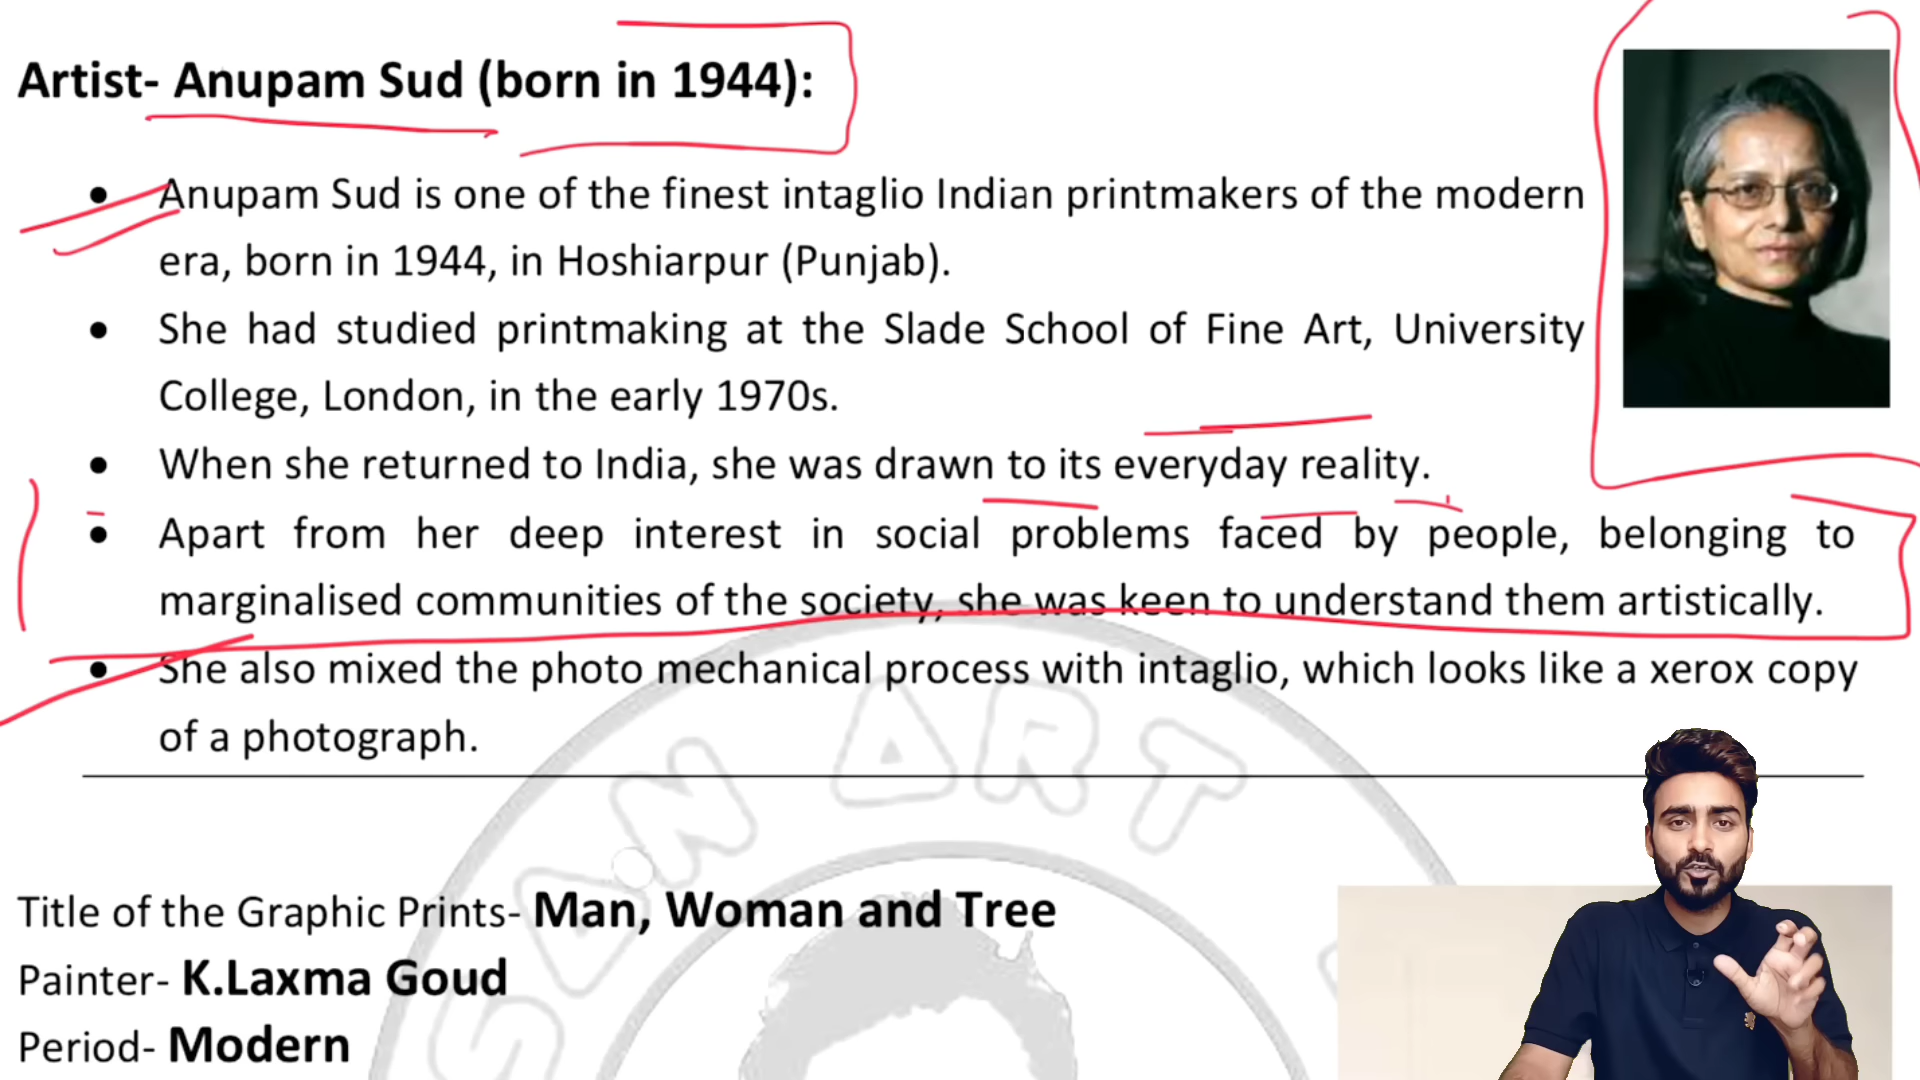 Artist- Anupam Sud (born in 1944):
• Anupam Sud is one of the finest intaglio Indian printmakers of the modern
era, born in 1944, in Hoshiarpur (Punjab).
• She had studied printmaking at the Slade School of Fine Art, University
College, London, in the early 1970s.
• When she returned to India, she was drawn to its everyday reality.
• Apart from her deep interest in social problems faced by people, belonging to
marginalised communities of the society, she was keen to understand them artistically.
• She also mixed the photo mechanical process with intaglio, which looks like a xerox copy
of a photograph.
SAN ART
Title of the Graphic Prints- Man, Woman and Tree
Painter- K.Laxma Goud
Period- Modern